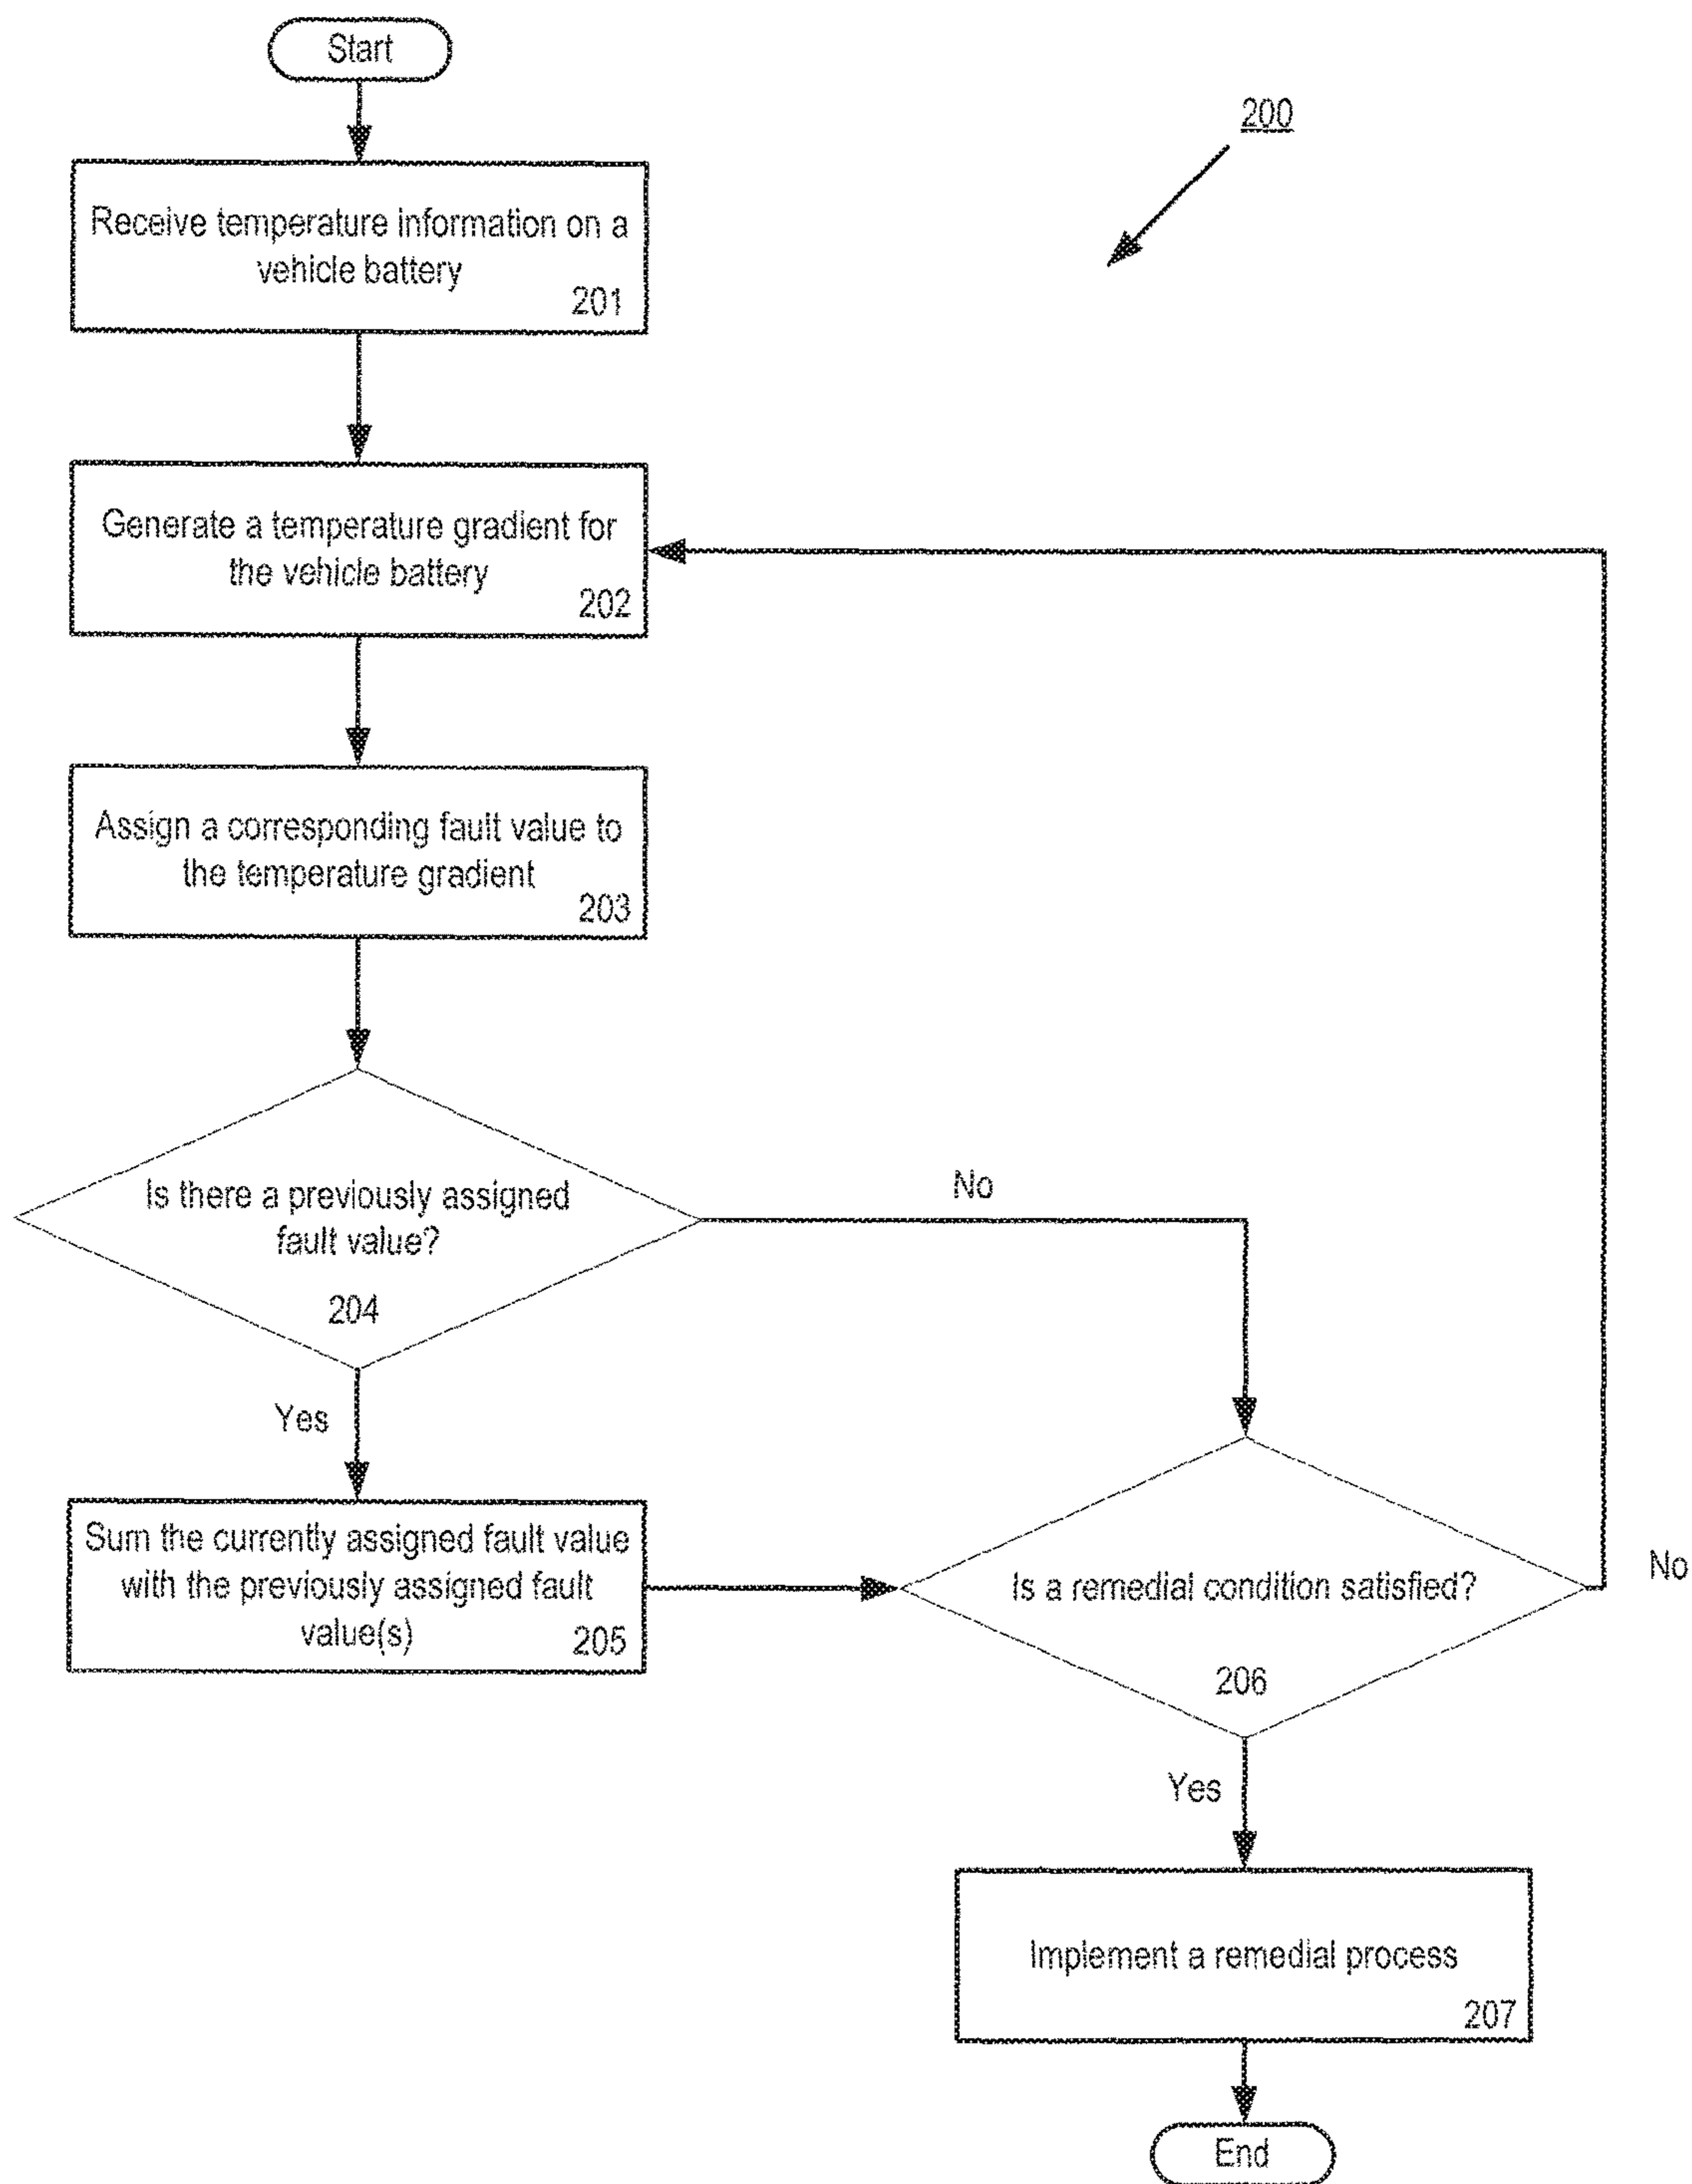 Start
200
Receive temperature information on a
vehicle battery
201
Generate a temperature gradient for
the vehicle battery
202
Assign a corresponding fault value to
the temperature gradient
203
Is there a previously assigned
fault value?
204
No
Yes
Sum the currently assigned fault value
with the previously assigned fault
value(s)
205
Is a remedial condition satisfied?
206
No
Yes
Implement a remedial process
207
End